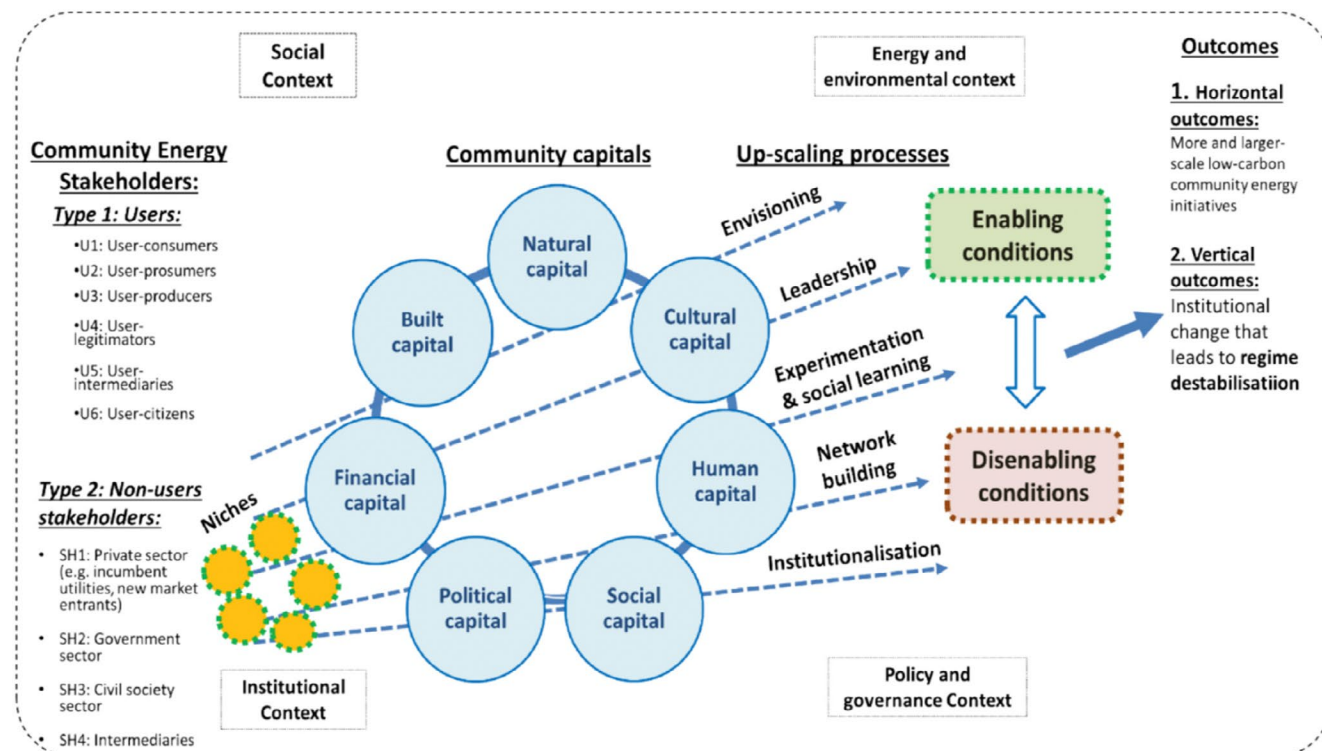 Social
Context
Energy and
environmental context
Outcomes
1. Horizontal
outcomes:
More and larger-
scale low-carbon
community energy
initiatives
2. Vertical
outcomes:
Institutional
change that
leads to regime
destabilisatiion
Community Energy
Stakeholders:
Type 1: Users:
•U1: User-consumers
•U2: User-prosumers
•U3: User-producers
•U4: User-
legitimators
•U5: User-
intermediaries
•U6: User-citizens
Type 2: Non-users
stakeholders:
• SH1: Private sector
(e.g. incumbent
utilities, new market
entrants)
• SH2: Government
sector
• SH3: Civil society
sector
• SH4: Intermediaries
Niches
Community capitals
Natural
capital
Built
capital
Cultural
capital
Financial
capital
Human
capital
Political
capital
Social
capital
Up-scaling processes
Envisioning
Leadership
Experimentation
& social learning
Network
building
Institutionalisation
Enabling
conditions
Disenabling
conditions
Institutional
Context
Policy and
governance Context